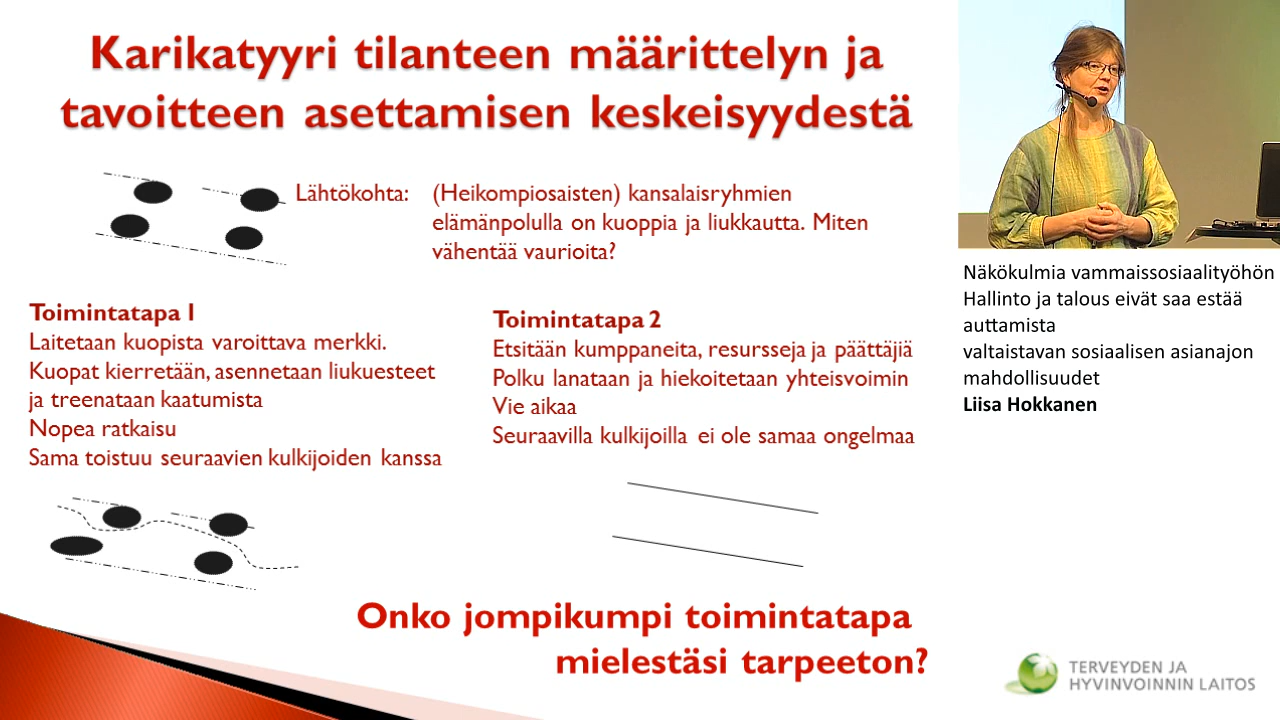 Karikatyyri tilanteen määrittelyn ja
tavoitteen asettamisen keskeisyydestä
Lähtökohta: (Heikompiosaisten) kansalaisryhmien
elämänpolulla on kuoppia ja liukkautta. Miten
vähentää vaurioita?
Toimintatapa 1
Laitetaan kuopista varoittava merkki.
Kuopat kierretään, asennetaan liukuesteet
ja treenataan kaatumista
Nopea ratkaisu
Sama toistuu seuraavien kulkijoiden kanssa
Toimintatapa 2
Etsitään kumppaneita, resursseja ja päättäjiä
Polku lanataan ja hiekoitetaan yhteisvoimin
Vie aikaa
Seuraavilla kulkijoilla ei ole samaa ongelmaa
Onko jompikumpi toimintatapa
mielestäsi tarpeeton?
Näkökulmia vammaissosiaalityöhön
Hallinto ja talous eivät saa estää
auttamista
valtaistavan sosiaalisen asianajon
mahdollisuudet
Liisa Hokkanen
TERVEYDEN JA
HYVINVOINNIN LAITOS